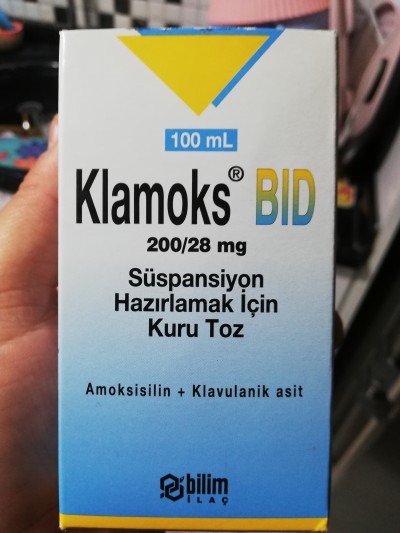 100 mL
Klamoks® BID
200/28 mg
Süspansiyon
Hazırlamak İçin
Kuru Toz
Amoksisilin + Klavulanik asit
bilim
İLAÇ